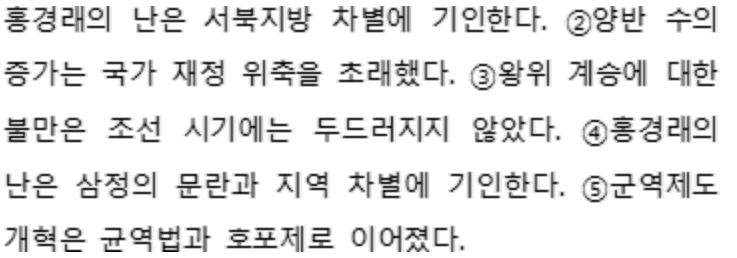 홍경래의 난은 서북지방 차별에 기인한다. ②양반 수의
증가는 국가 재정 위축을 초래했다. ③왕위 계승에 대한
불만은 조선 시기에는 두드러지지 않았다. ④홍경래의
난은 삼정의 문란과 지역 차별에 기인한다. ⑤군역제도
개혁은 균역법과 호포제로 이어졌다.